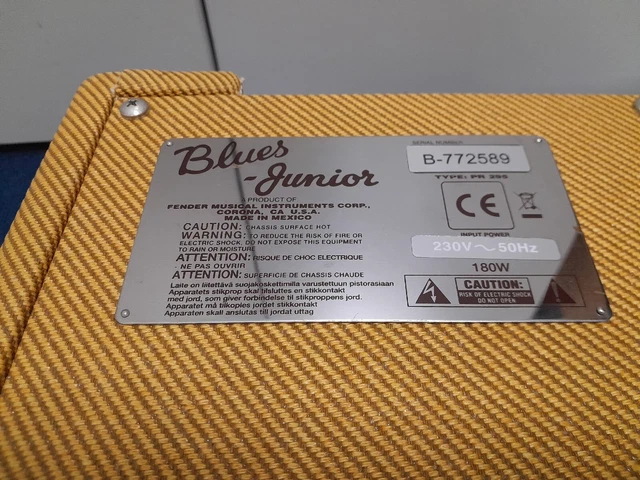 Blues
-Junior
A PRODUCT OF
FENDER MUSICAL INSTRUMENTS CORP.,
CORONA, CA U.S.A.
MADE IN MEXICO
CAUTION: CHASSIS SURFACE HOT
WARNING: TO REDUCE THE RISK OF FIRE OR
ELECTRIC SHOCK, DO NOT EXPOSE THIS EQUIPMENT
TO RAIN OR MOISTURE
ATTENTION: RISQUE DE CHOC ELECTRIQUE
- NE PAS OUVRIR
ATTENTION: SUPERFICIE DE CHASSIS CHAUDE
Laite on liitettävä suojakoskettimilla varustettuun pistorasiaan
Apparatets stikprop skal tilsluttes en stikkontakt
med jord, som giver forbindelse til stikproppens jord.
Apparatet må tilkoples jordet stikkontakt
Apparaten skall anslutas till jordat uttag
SERIAL NUMBER
B-772589
TYPE: PR 295
CE
INPUT POWER
230V~50Hz
180W
CAUTION:
RISK OF ELECTRIC SHOCK
DO NOT OPEN